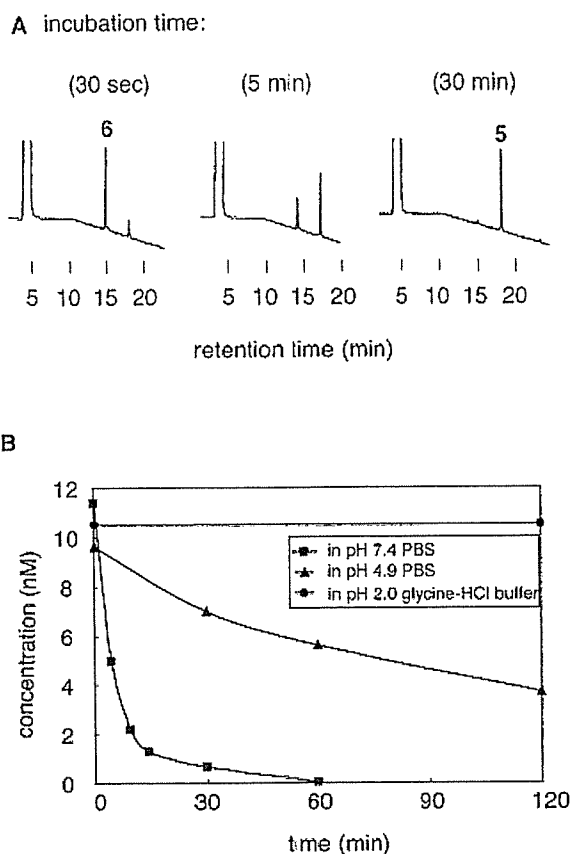 A incubation time:
(30 sec) (5 min) (30 min)
6 5
5 10 15 20 5 10 15 20 5 10 15 20
retention time (min)
B
12
10
8
6
4
2
0
concentration (nM)
in pH 7.4 PBS
in pH 4.9 PBS
in pH 2.0 glycine-HCl buffer
0 30 60 90 120
time (min)